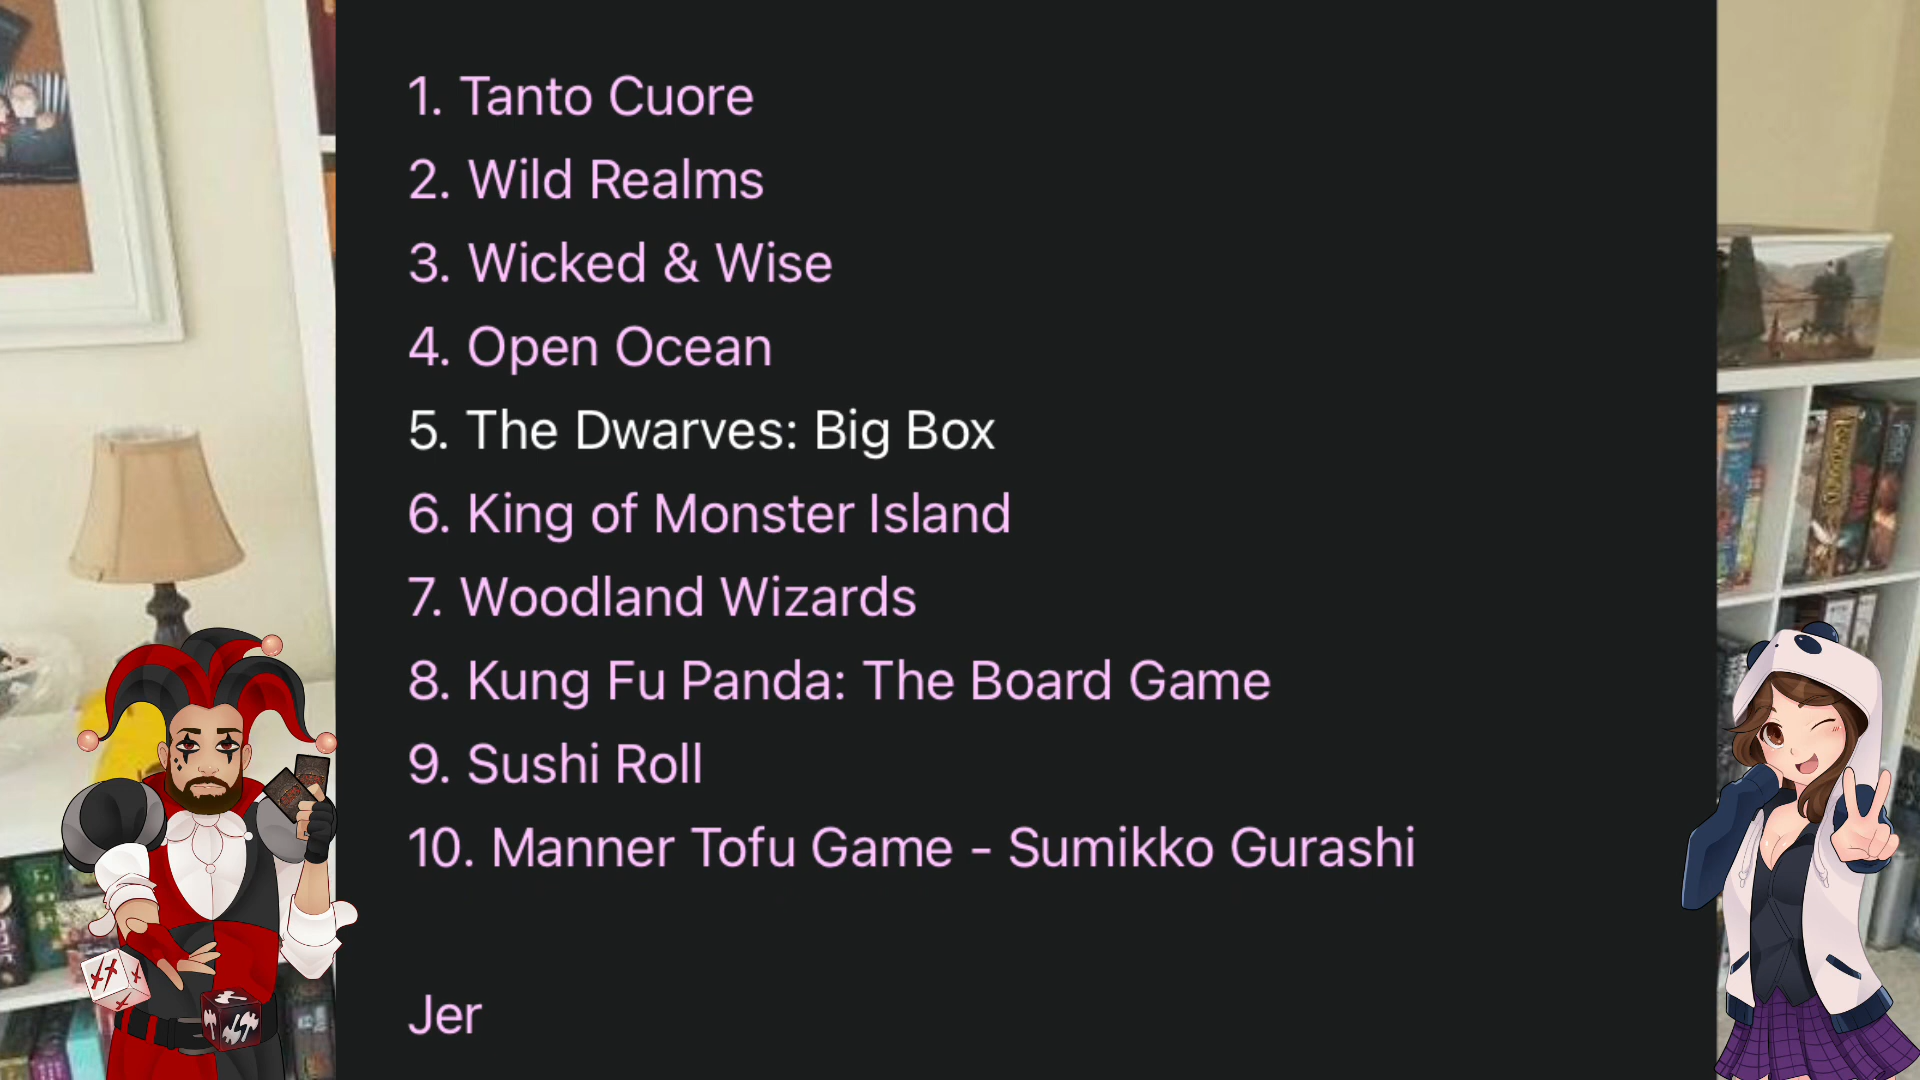 1. Tanto Cuore
2. Wild Realms
3. Wicked & Wise
4. Open Ocean
5. The Dwarves: Big Box
6. King of Monster Island
7. Woodland Wizards
8. Kung Fu Panda: The Board Game
9. Sushi Roll
10. Manner Tofu Game - Sumikko Gurashi
Jer